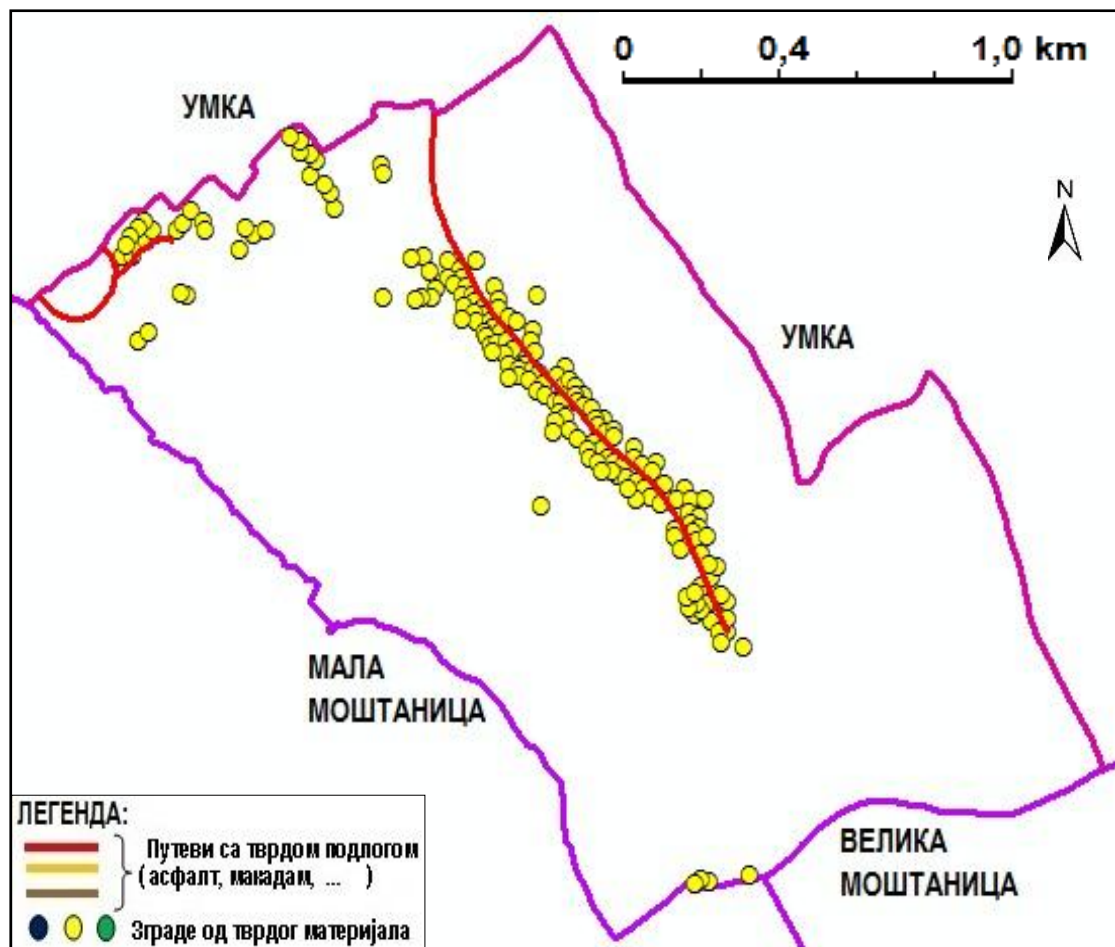 0 0,4 1,0 km
УМКА
N
УМКА
МАЛА
МОШТАНИЦА
ВЕЛИКА
МОШТАНИЦА
ЛЕГЕНДА:
Путеви са тврдом подлогом
( асфалт, макадам, ... )
Зграде од тврдог материјала